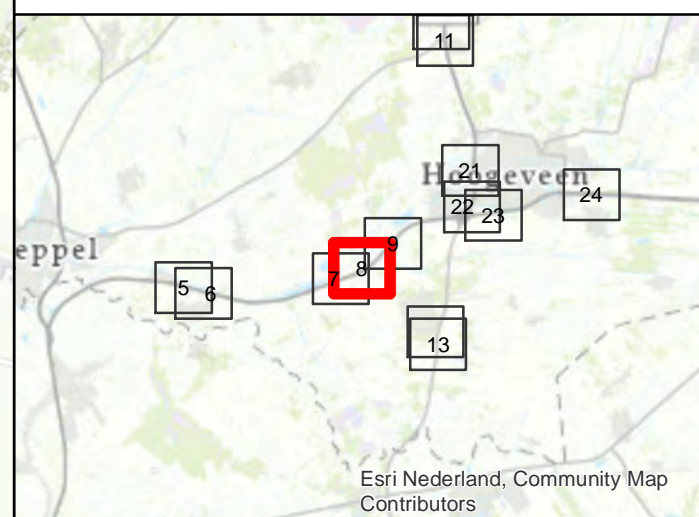 11
21
Hoogeveen
24
22
23
9
eppel
8
7
5
6
13
Esri Nederland, Community Map
Contributors